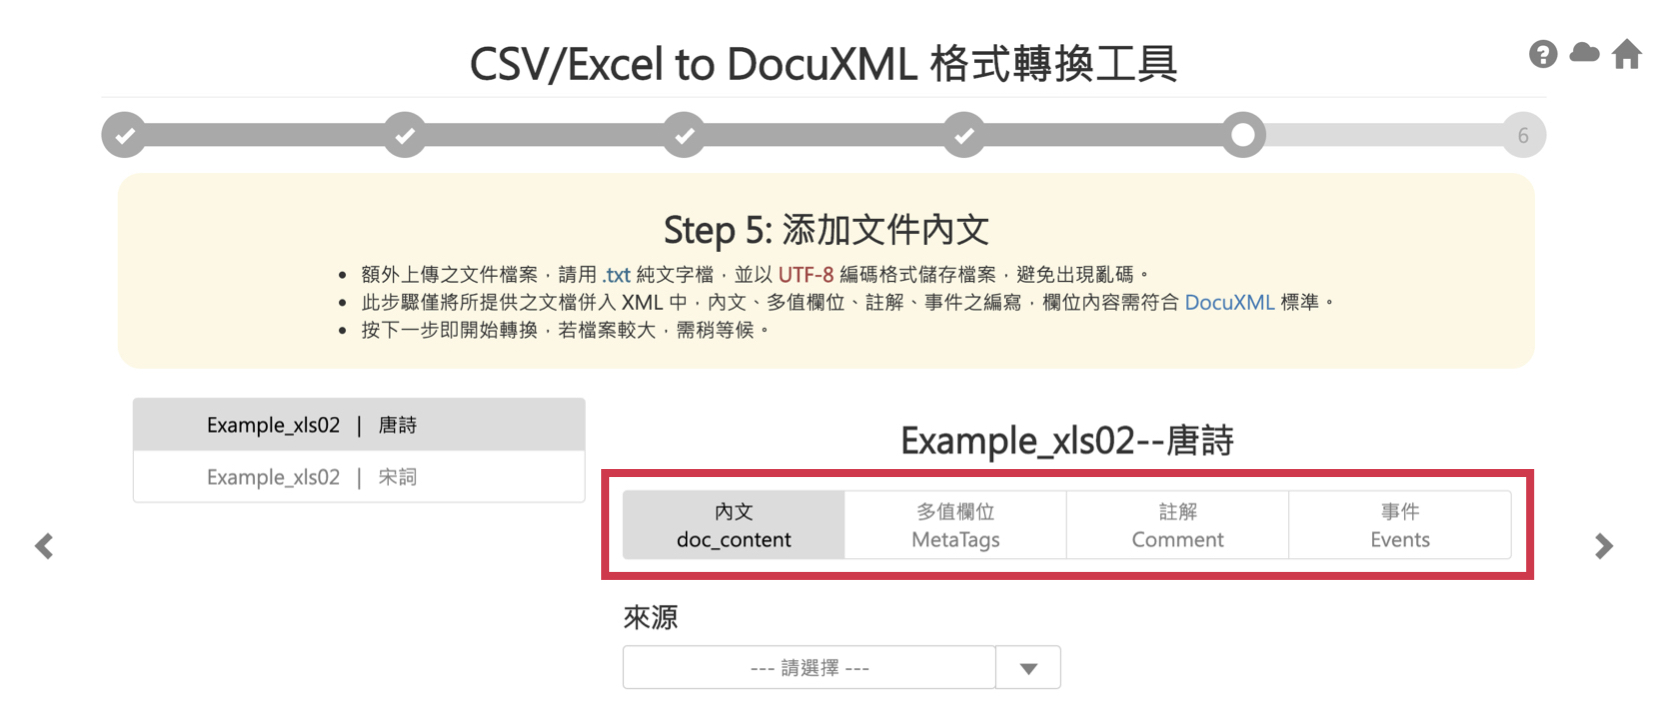 CSV/Excel to DocuXML 格式轉換工具
6
Step 5: 添加文件內文
• 額外上傳之文件檔案，請用 .txt 純文字檔，並以 UTF-8 編碼格式儲存檔案，避免出現亂碼。
• 此步驟僅將所提供之文檔併入 XML 中，內文、多值欄位、註解、事件之編寫，欄位內容需符合 DocuXML 標準。
• 按下一步即開始轉換，若檔案較大，需稍等候。
Example_xls02 | 唐詩
Example_xls02 | 宋詞
Example_xls02--唐詩
內文 多值欄位 註解 事件
doc_content MetaTags Comment Events
來源
--- 請選擇 ---